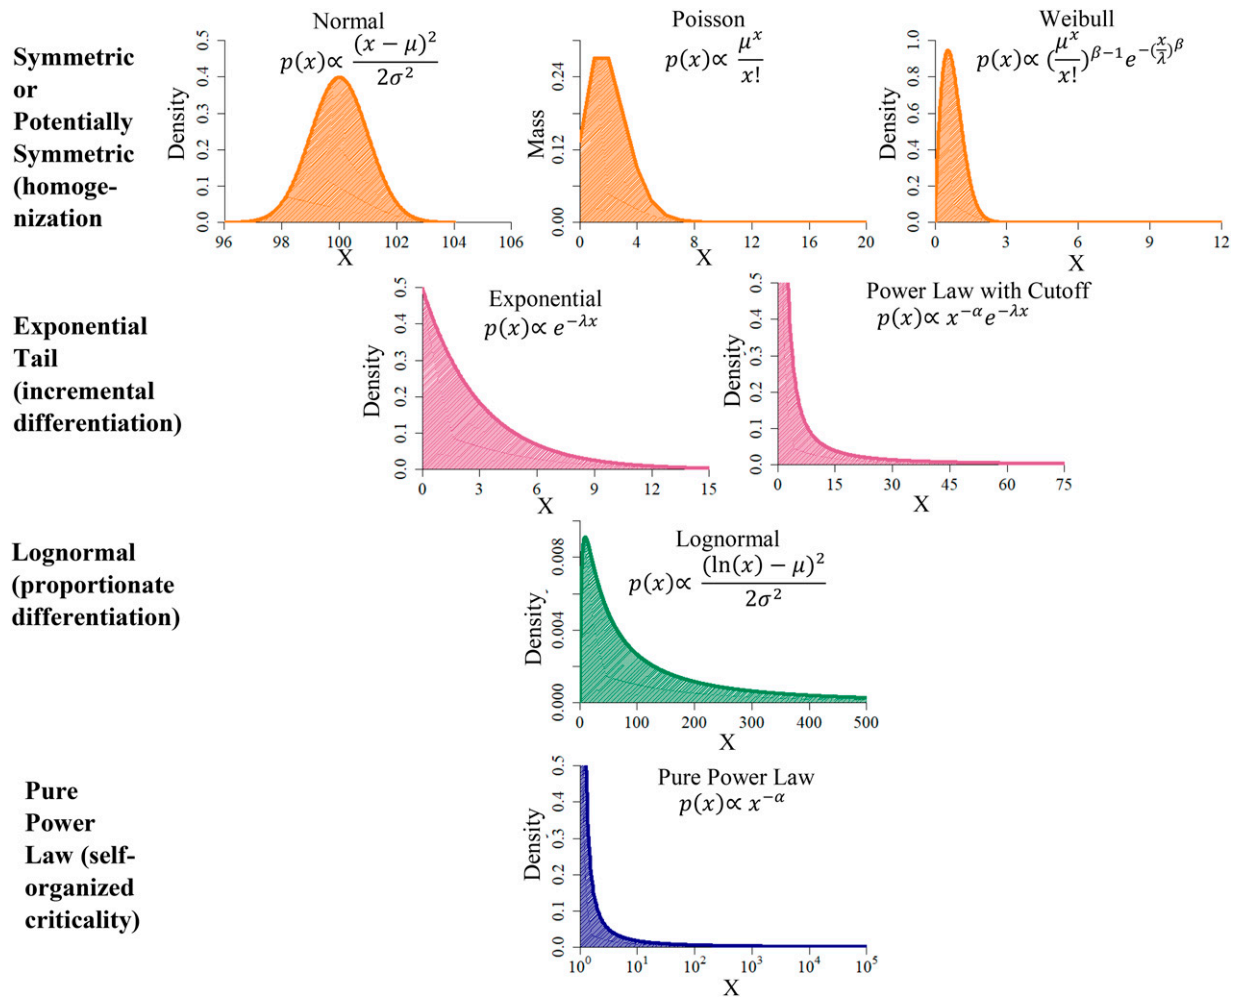 Symmetric
or
Potentially
Symmetric
(homoge-
nization
Normal
p(x)∝ (x − μ)²
2σ²
Density
0.0 0.1 0.2 0.3 0.4 0.5
96 98 100 102 104 106
X
Poisson
p(x)∝ μˣ
x!
Mass
0.00 0.12 0.24
0 4 8 12 16 20
X
Weibull
p(x)∝ (μˣ/x!)^β−1 e^−(x/λ)β
Density
0.0 0.2 0.4 0.6 0.8 1.0
0 3 6 9 12
X
Exponential
Tail
(incremental
differentiation)
Exponential
p(x)∝ e^−λx
Density
0.0 0.1 0.2 0.3 0.4 0.5
0 3 6 9 12 15
X
Power Law with Cutoff
p(x)∝ x^−α e^−λx
Density
0.0 0.1 0.2 0.3 0.4 0.5
0 15 30 45 60 75
X
Lognormal
(proportionate
differentiation)
Lognormal
p(x)∝ (ln(x) − μ)²
2σ²
Density
0.000 0.004 0.008
0 100 200 300 400 500
X
Pure
Power
Law (self-
organized
criticality)
Pure Power Law
p(x)∝ x^−α
Density
0.0 0.1 0.2 0.3 0.4 0.5
10⁰ 10¹ 10² 10³ 10⁴ 10⁵
X